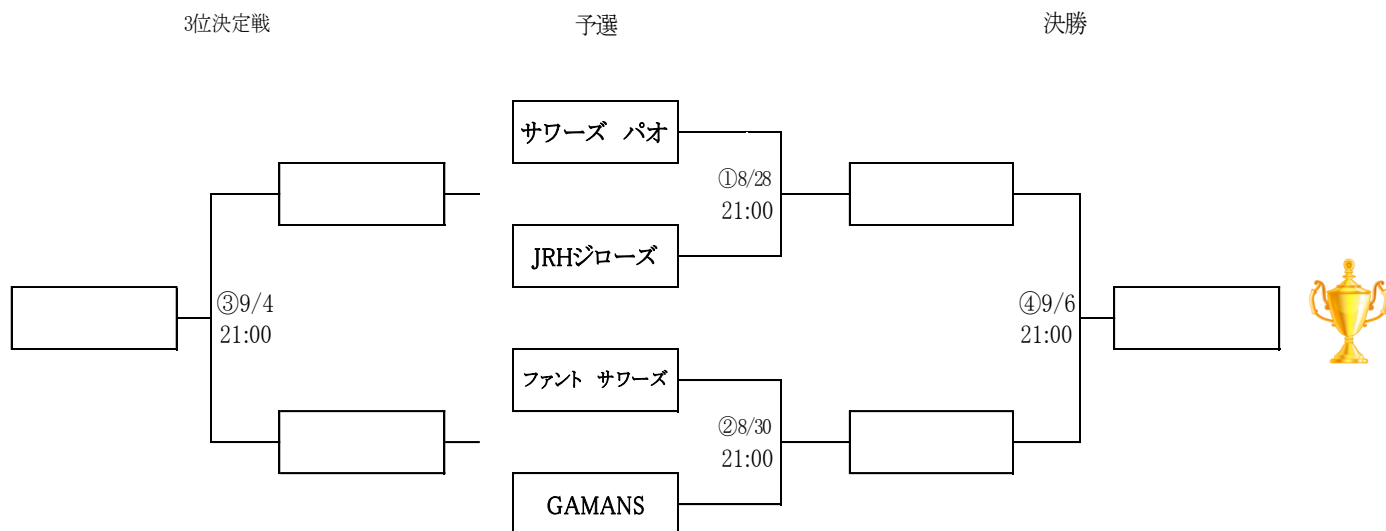 3位決定戦
予選
決勝
サワーズ　パオ
①8/28
21:00
JRHジローズ
③9/4
21:00
④9/6
21:00
ファント　サワーズ
②8/30
21:00
GAMANS